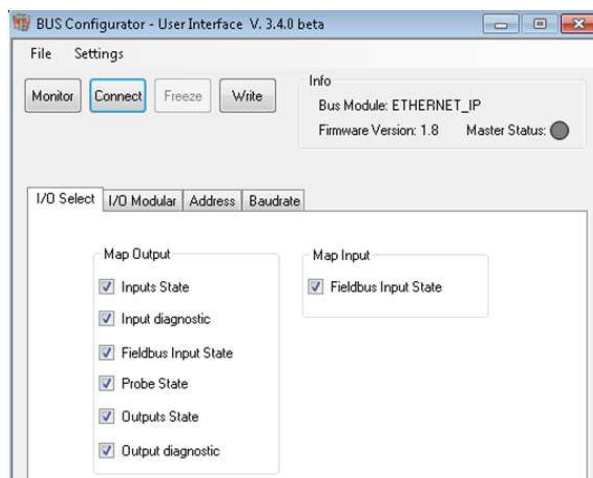 BUS Configurator - User Interface V. 3.4.0 beta
File Settings
Monitor Connect Freeze Write
Info
Bus Module: ETHERNET_IP
Firmware Version: 1.8 Master Status:
I/O Select I/O Modular Address Baudrate
Map Output
Inputs State
Input diagnostic
Fieldbus Input State
Probe State
Outputs State
Output diagnostic
Map Input
Fieldbus Input State